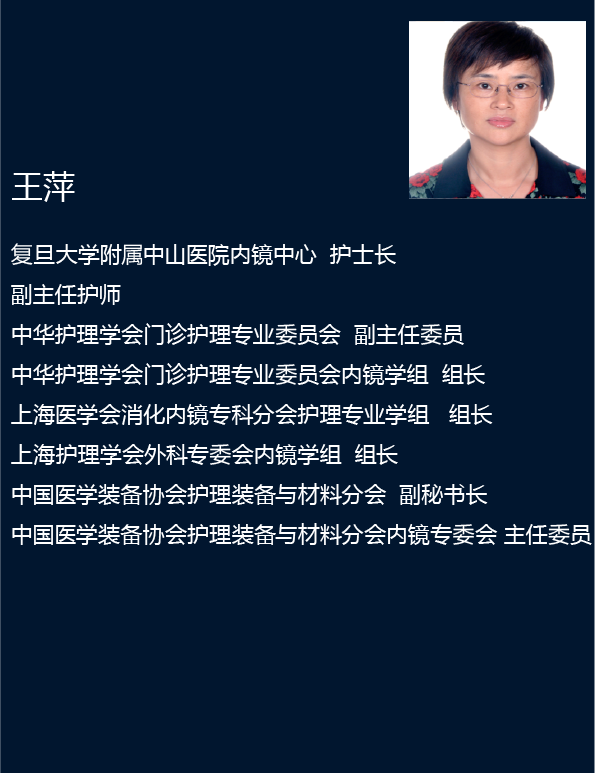 王萍
复旦大学附属中山医院内镜中心 护士长
副主任护师
中华护理学会门诊护理专业委员会 副主任委员
中华护理学会门诊护理专业委员会内镜学组 组长
上海医学会消化内镜专科分会护理专业学组 组长
上海护理学会外科专委会内镜学组 组长
中国医学装备协会护理装备与材料分会 副秘书长
中国医学装备协会护理装备与材料分会内镜专委会 主任委员